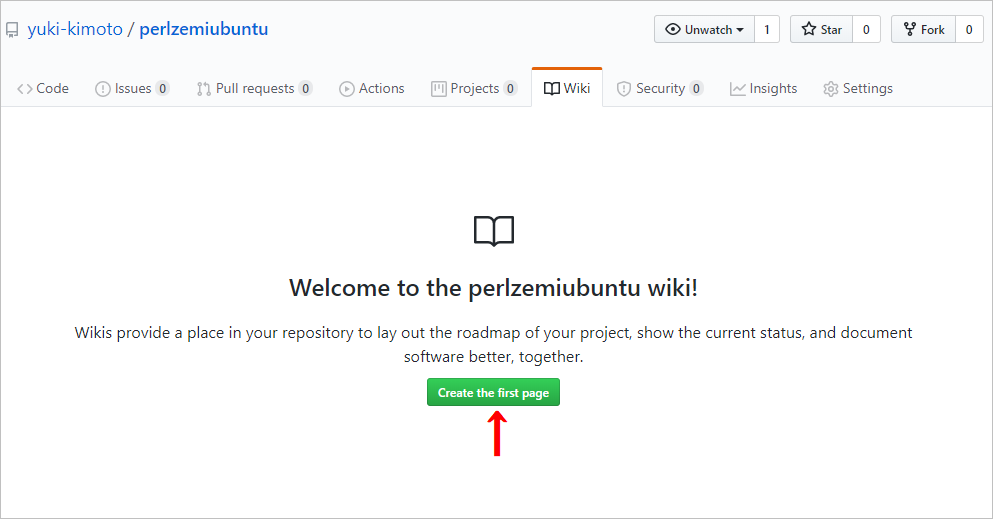 yuki-kimoto / perlzemiubuntu
Unwatch 1 Star 0 Fork 0
Code Issues 0 Pull requests 0 Actions Projects 0 Wiki Security 0 Insights Settings
Welcome to the perlzemiubuntu wiki!
Wikis provide a place in your repository to lay out the roadmap of your project, show the current status, and document
software better, together.
Create the first page